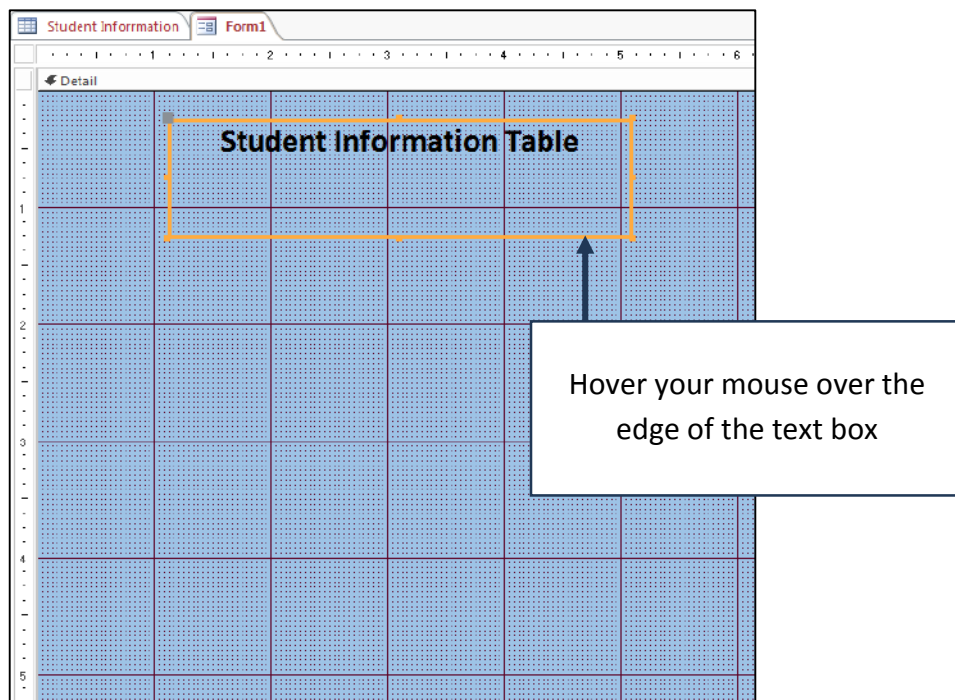 Student Inforrmation Form1
1 2 3 4 5 6
Detail
Student Information Table
1
2
Hover your mouse over the
edge of the text box
3
4
5